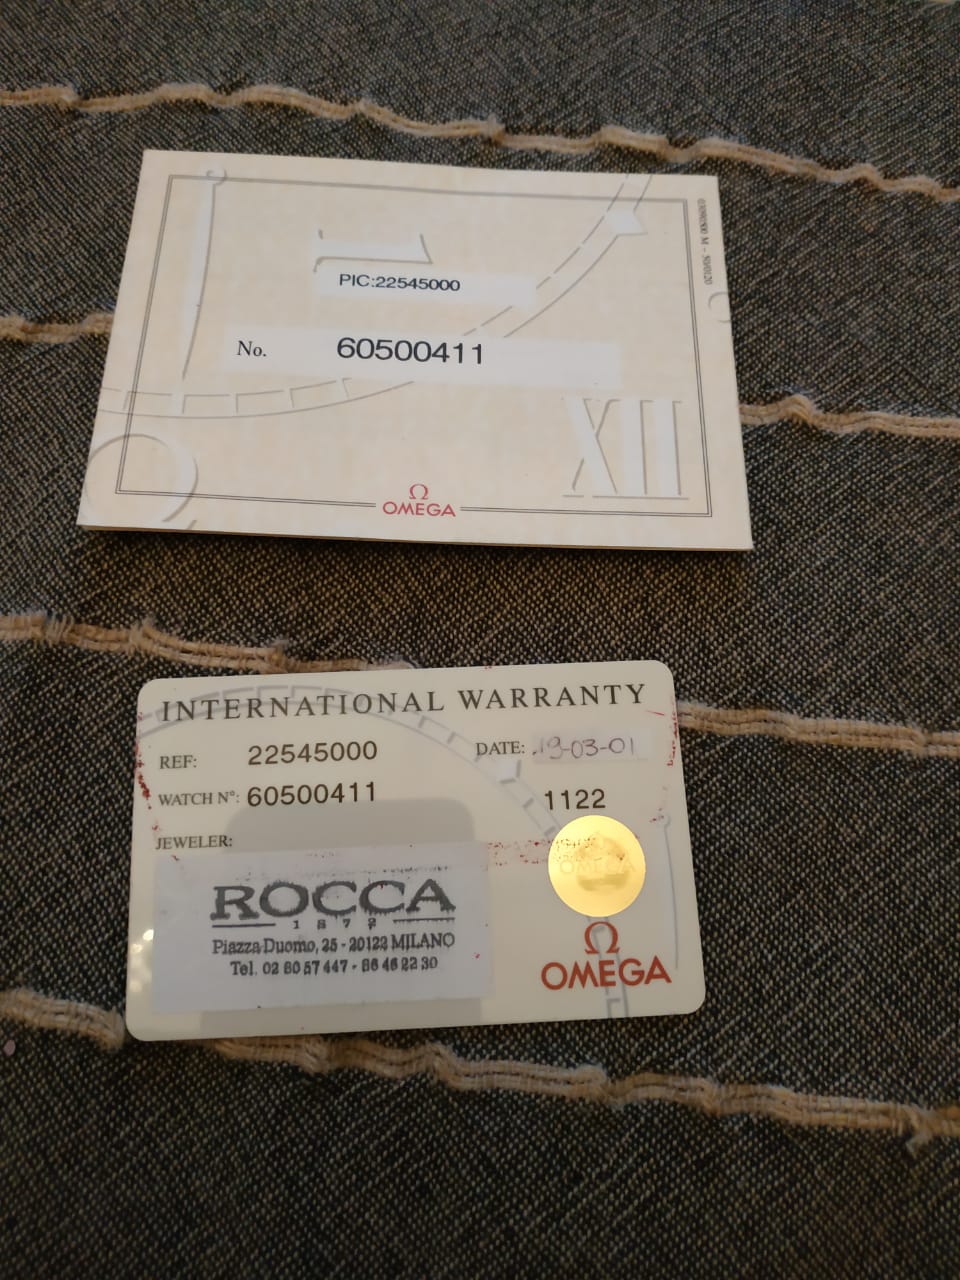 PIC:22545000
No. 60500411
XII
Ω
OMEGA
INTERNATIONAL WARRANTY
REF: 22545000 DATE: 19-03-01
WATCH N°: 60500411 1122
JEWELER:
OMEGA
ROCCA
1872
Piazza Duomo, 25 - 20122 MILANO
Tel. 02 80 57 447 - 86 46 22 30
Ω
OMEGA